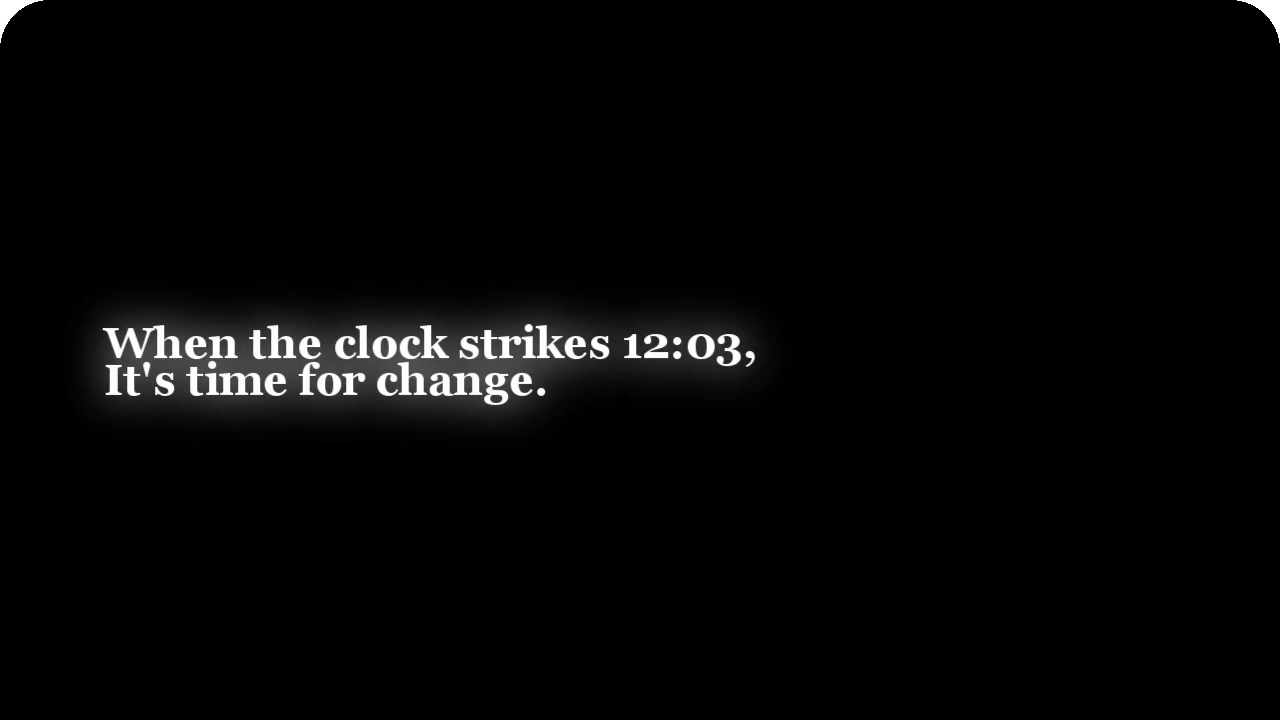 When the clock strikes 12:03,
It's time for change.